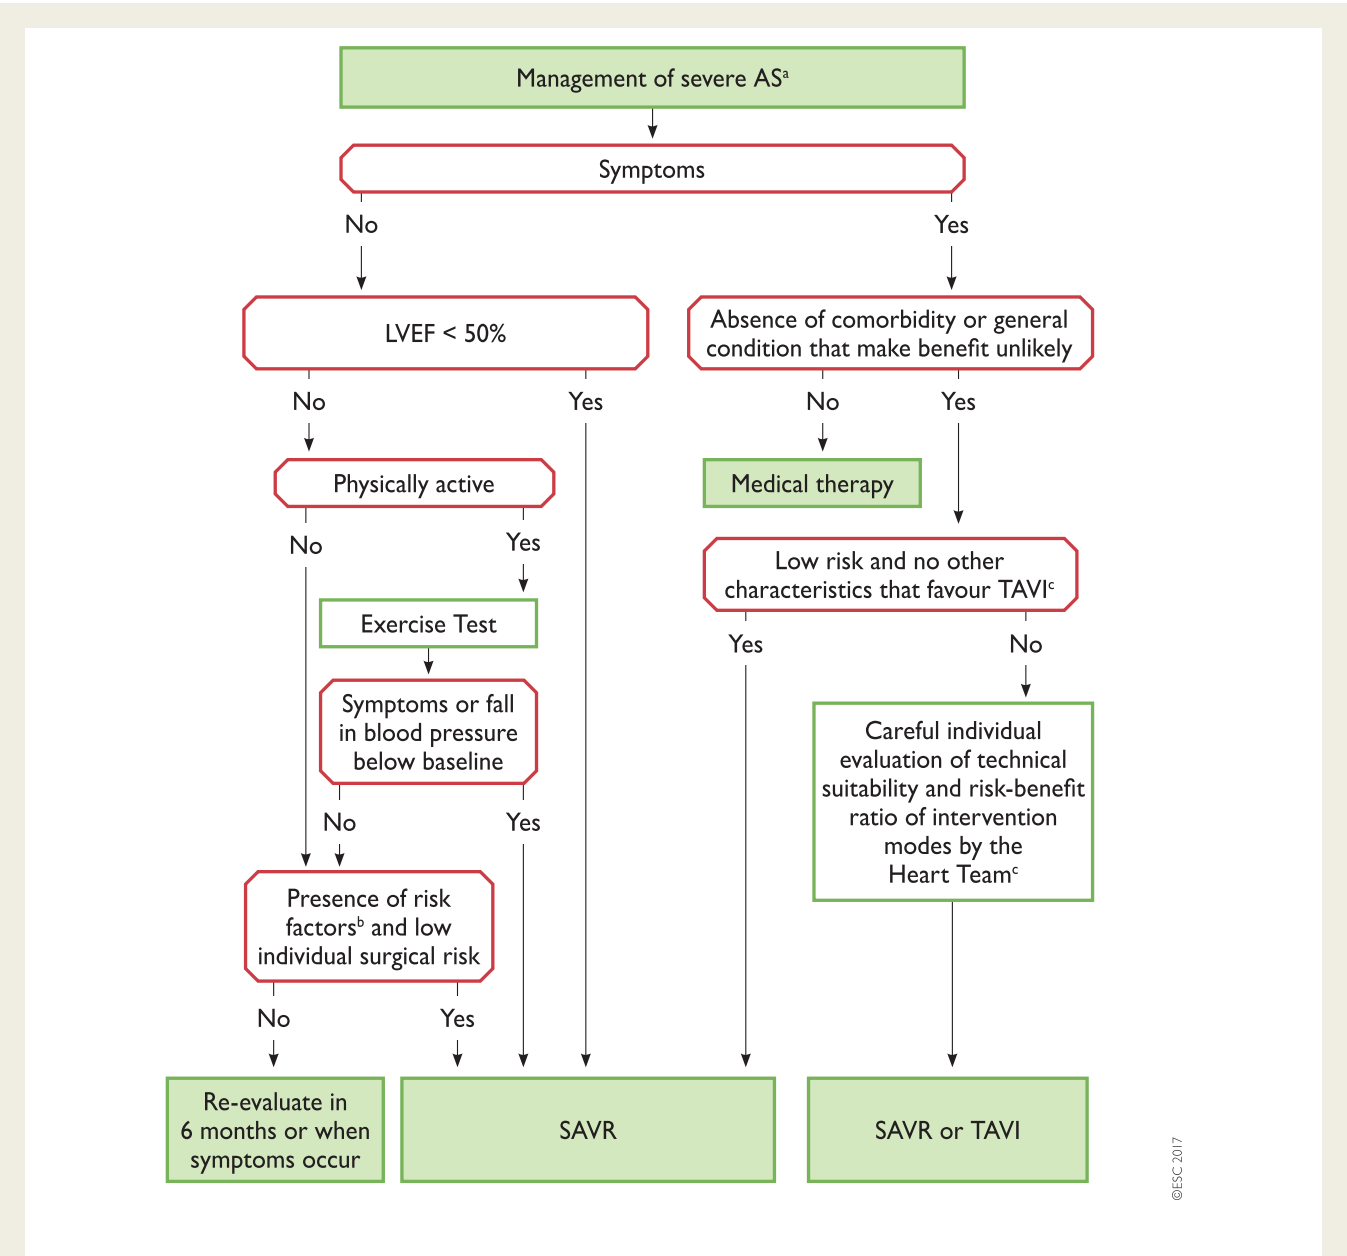 Management of severe ASᵃ
Symptoms
No
Yes
LVEF < 50%
Absence of comorbidity or general
condition that make benefit unlikely
No
Yes
No
Yes
Physically active
Medical therapy
No
Yes
Low risk and no other
characteristics that favour TAVIᶜ
Exercise Test
Yes
No
Symptoms or fall
in blood pressure
below baseline
Careful individual
evaluation of technical
suitability and risk-benefit
ratio of intervention
modes by the
Heart Teamᶜ
No
Yes
Presence of risk
factorsᵇ and low
individual surgical risk
No
Yes
Re-evaluate in
6 months or when
symptoms occur
SAVR
SAVR or TAVI
©ESC 2017